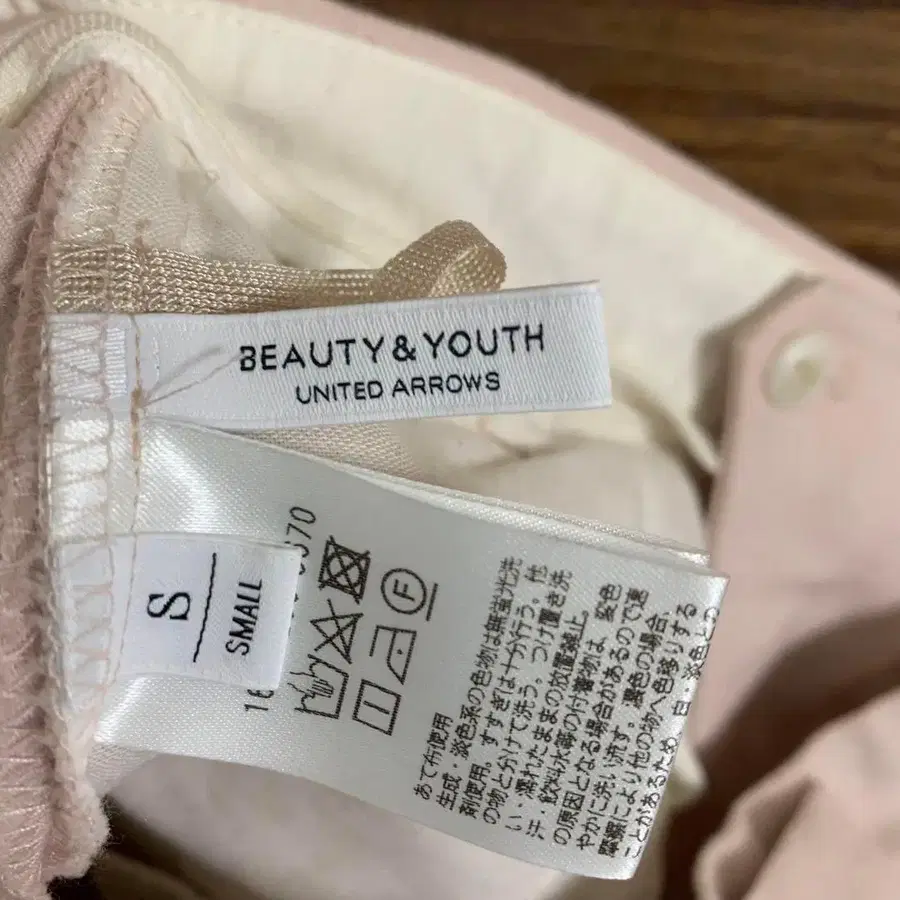 BEAUTY & YOUTH
UNITED ARROWS
S
SMALL
F
あて布使用
生成・淡色系の色物は無蛍光洗
剤使用。すすぎは十分行う。他
の物と分けて洗う。つけ置き洗
い・濡れたままの放置厳止。
汗・飲料水等の付着物は、変色
の原因となる場合があるので速
やかに洗い流す。濃色の場合、
摩擦により他の物へ色移りする
ことがあるため、白・淡色との